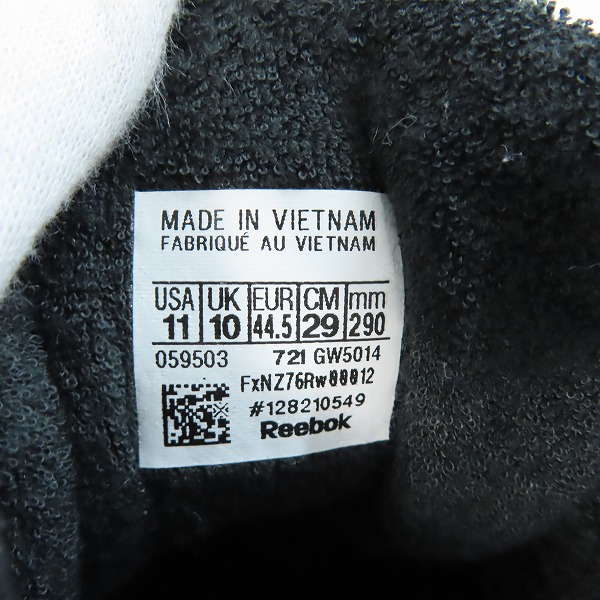 MADE IN VIETNAM
FABRIQUÉ AU VIETNAM
USA UK EUR CM mm
11 10 44.5 29 290
059503 721 GW5014
FxNZ76Rw00012
#128210549
Reebok